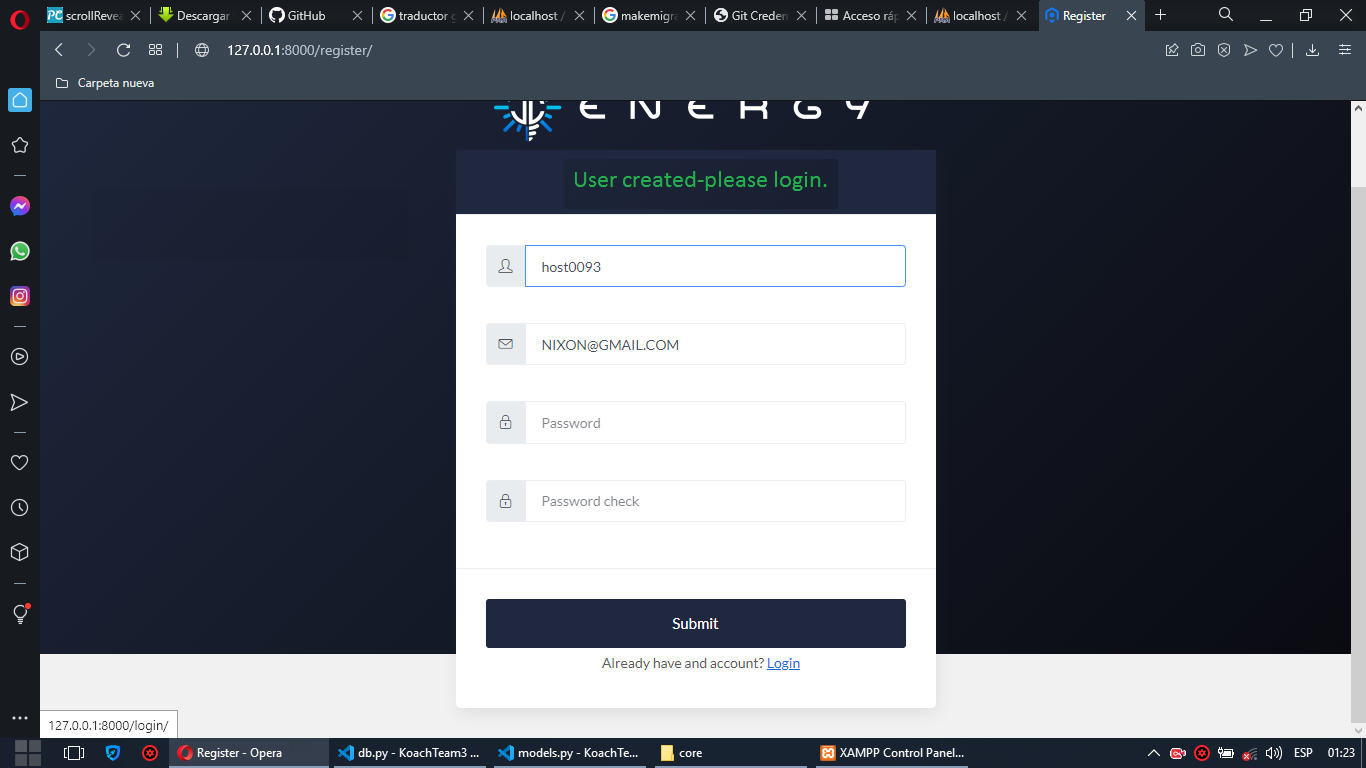 scrollRevea
Descargar
GitHub
traductor g
localhost /
makemigra
Git Creden
Acceso ráp
localhost /
Register
127.0.0.1:8000/register/
Carpeta nueva
ENERGY
User created-please login.
host0093
NIXON@GMAIL.COM
Password
Password check
Submit
Already have and account? Login
127.0.0.1:8000/login/
Register - Opera
db.py - KoachTeam3 ...
models.py - KoachTe...
core
XAMPP Control Panel...
ESP
01:23